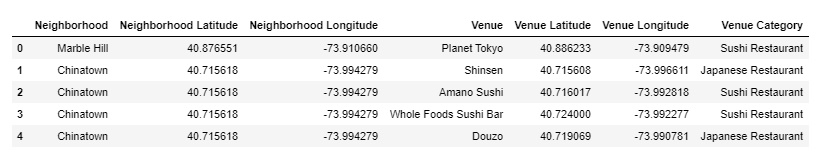 Neighborhood Neighborhood Latitude Neighborhood Longitude Venue Venue Latitude Venue Longitude Venue Category
0 Marble Hill 40.876551 -73.910660 Planet Tokyo 40.886233 -73.909479 Sushi Restaurant
1 Chinatown 40.715618 -73.994279 Shinsen 40.715608 -73.996611 Japanese Restaurant
2 Chinatown 40.715618 -73.994279 Amano Sushi 40.716017 -73.992818 Sushi Restaurant
3 Chinatown 40.715618 -73.994279 Whole Foods Sushi Bar 40.724000 -73.992277 Sushi Restaurant
4 Chinatown 40.715618 -73.994279 Douzo 40.719069 -73.990781 Japanese Restaurant